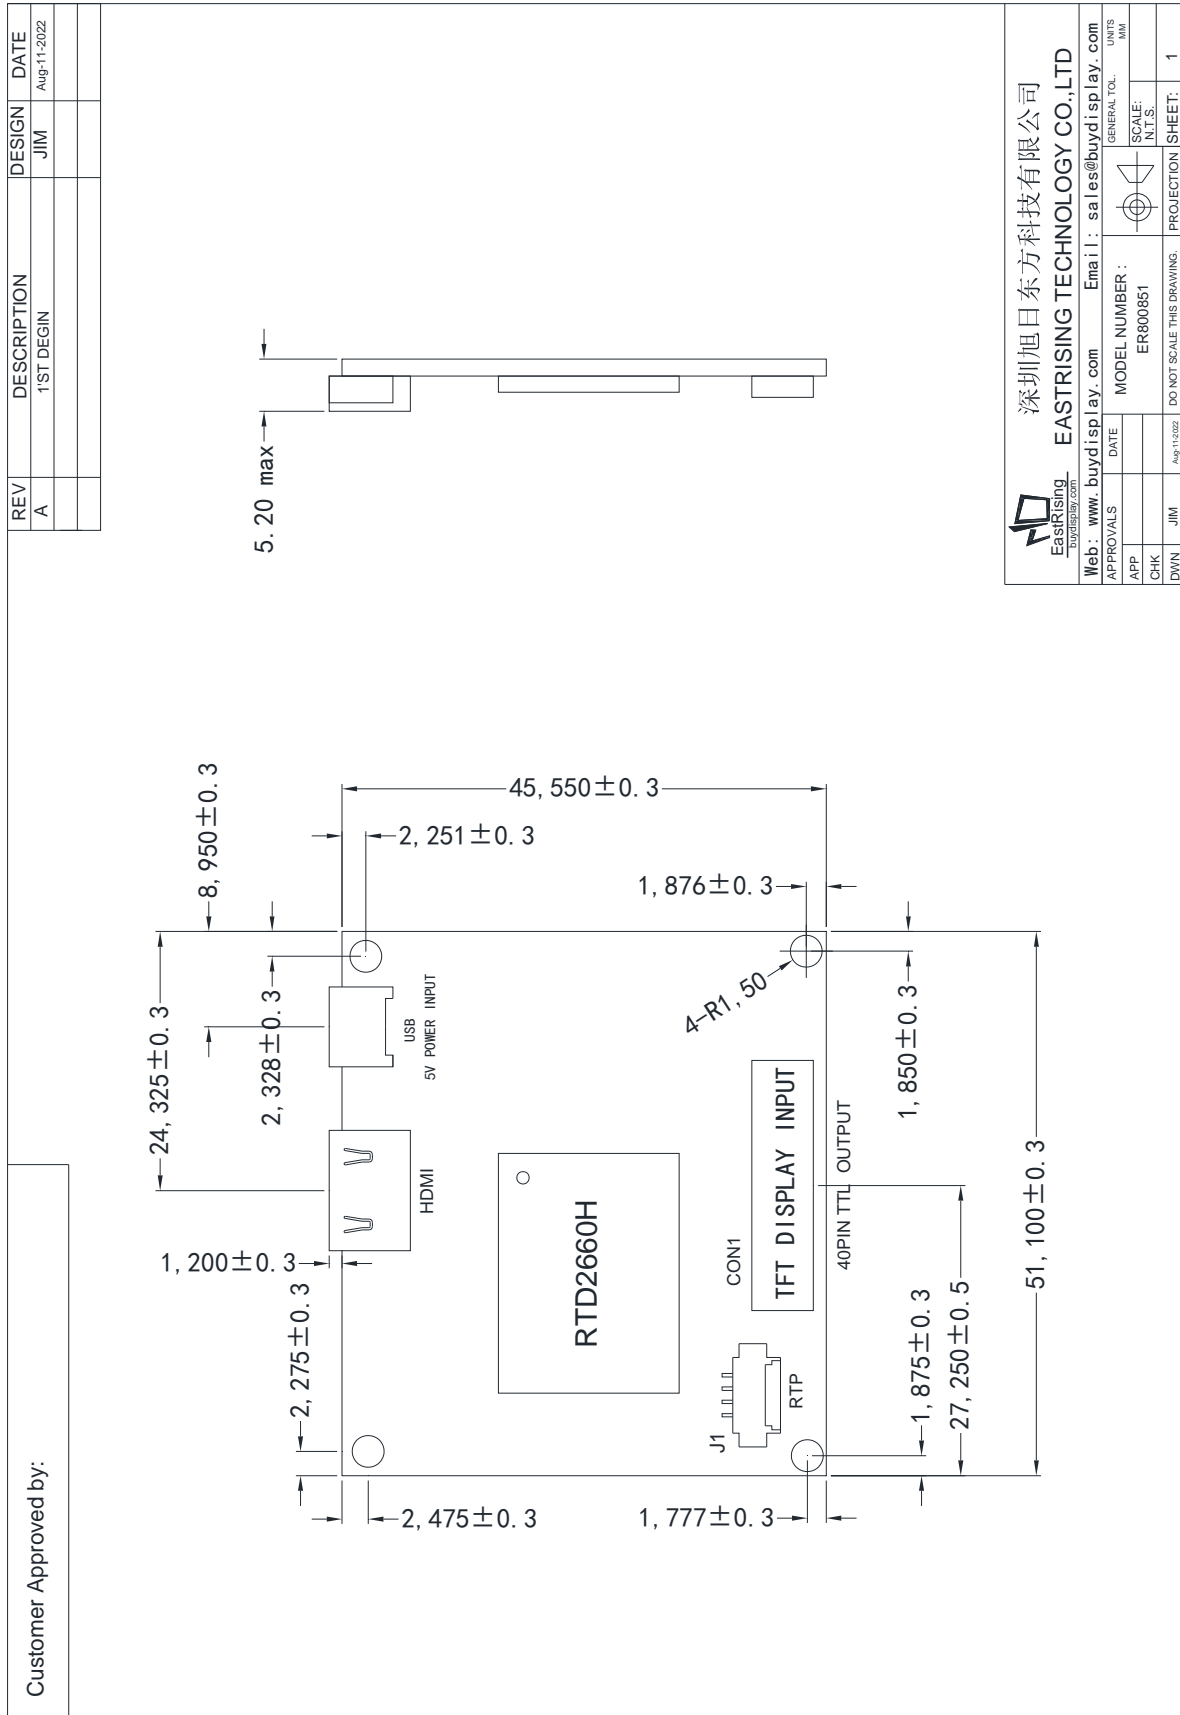 Customer Approved by:
REV DESCRIPTION DESIGN DATE
A 1'ST DEGIN JIM Aug-11-2022
5.20 max
8,950±0.3
24,325±0.3
2,328±0.3
45,550±0.3
2,251±0.3
1,876±0.3
4-R1,50
1,850±0.3
51,100±0.3
27,250±0.5
1,875±0.3
1,777±0.3
2,475±0.3
2,275±0.3
1,200±0.3
HDMI
USB
5V POWER INPUT
RTD2660H
J1
RTP
CON1
TFT DISPLAY INPUT
40PIN TTL OUTPUT
深圳旭日东方科技有限公司
EastRising
buydisplay.com
EASTRISING TECHNOLOGY CO.,LTD
Web: www.buydisplay.com Email: sales@buydisplay.com
APPROVALS DATE
APP
CHK
DWN JIM Aug-11-2022
MODEL NUMBER :
ER800851
DO NOT SCALE THIS DRAWING.
PROJECTION
GENERAL TOL.
UNITS
MM
SCALE:
N.T.S.
SHEET: 1